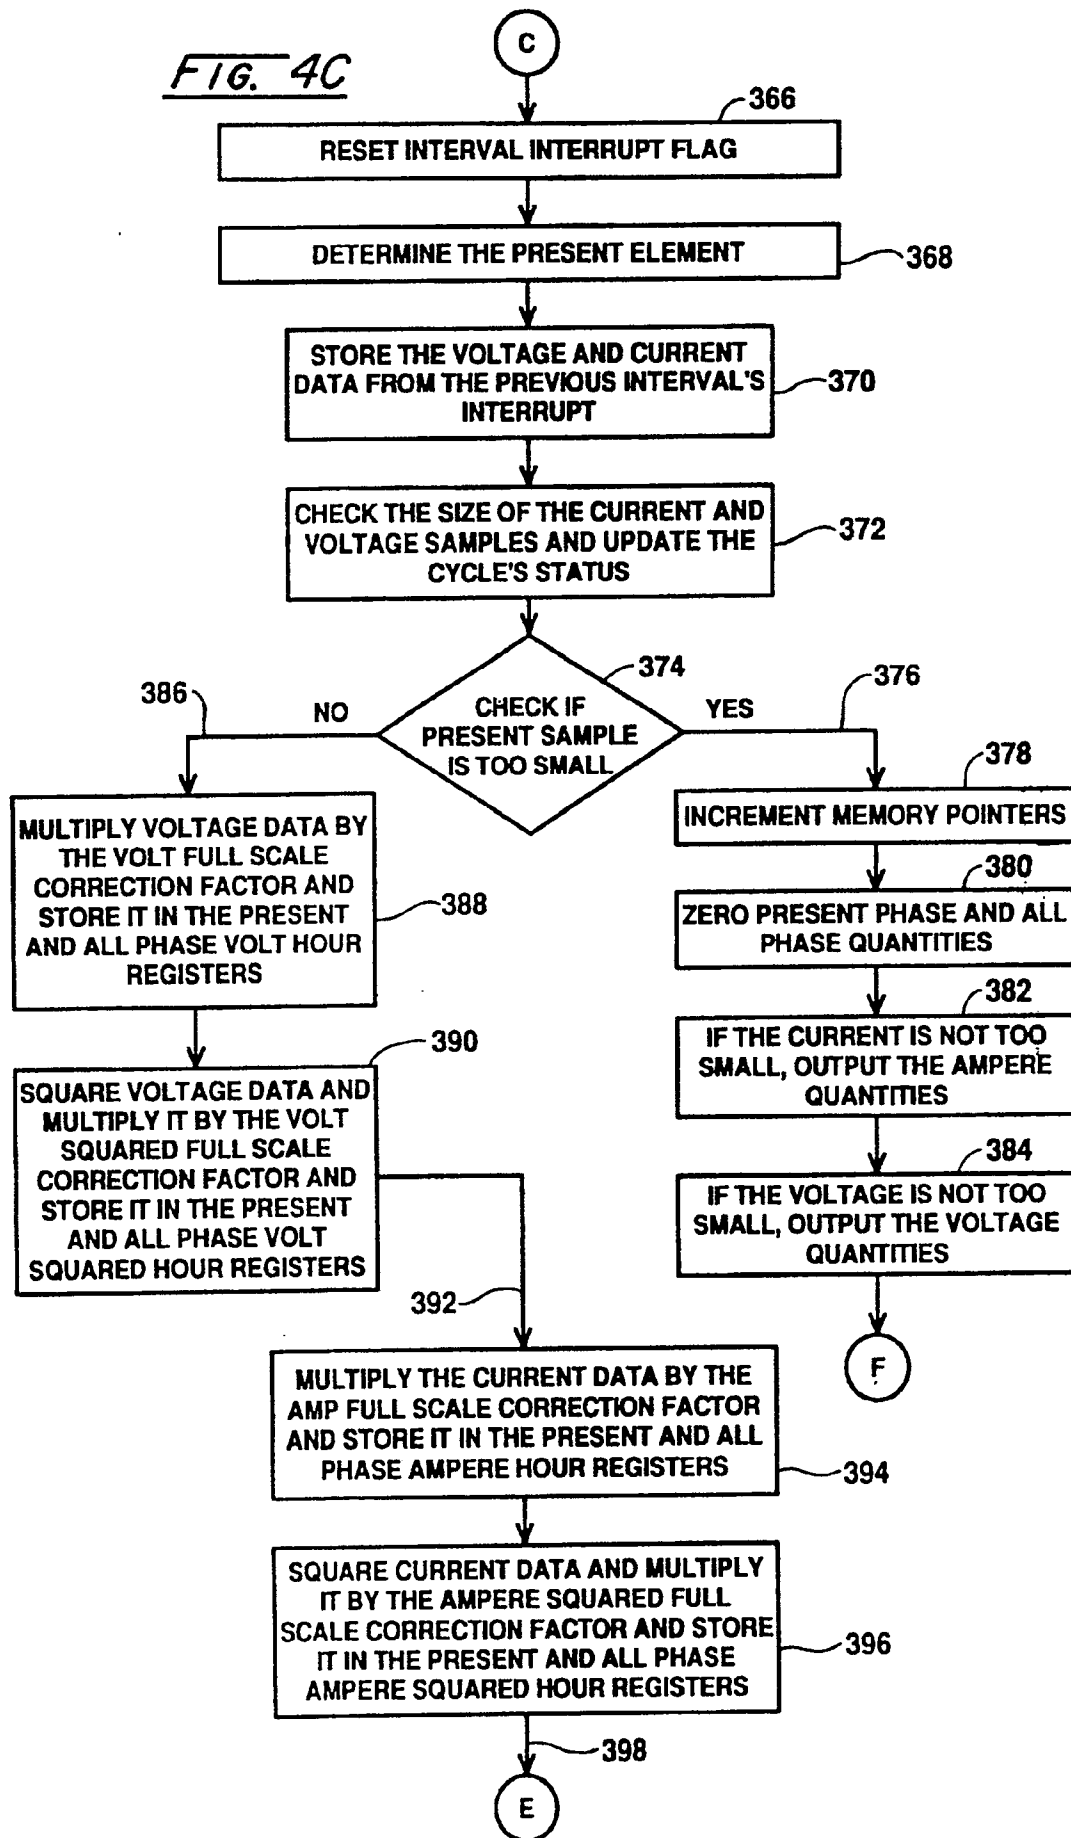 C
FIG. 4C
366
RESET INTERVAL INTERRUPT FLAG
DETERMINE THE PRESENT ELEMENT
368
STORE THE VOLTAGE AND CURRENT
DATA FROM THE PREVIOUS INTERVAL'S
INTERRUPT
370
CHECK THE SIZE OF THE CURRENT AND
VOLTAGE SAMPLES AND UPDATE THE
CYCLE'S STATUS
372
374
CHECK IF
PRESENT SAMPLE
IS TOO SMALL
386
NO
YES
376
378
INCREMENT MEMORY POINTERS
380
ZERO PRESENT PHASE AND ALL
PHASE QUANTITIES
382
IF THE CURRENT IS NOT TOO
SMALL, OUTPUT THE AMPERE
QUANTITIES
384
IF THE VOLTAGE IS NOT TOO
SMALL, OUTPUT THE VOLTAGE
QUANTITIES
F
MULTIPLY VOLTAGE DATA BY
THE VOLT FULL SCALE
CORRECTION FACTOR AND
STORE IT IN THE PRESENT
AND ALL PHASE VOLT HOUR
REGISTERS
388
390
SQUARE VOLTAGE DATA AND
MULTIPLY IT BY THE VOLT
SQUARED FULL SCALE
CORRECTION FACTOR AND
STORE IT IN THE PRESENT
AND ALL PHASE VOLT
SQUARED HOUR REGISTERS
392
MULTIPLY THE CURRENT DATA BY THE
AMP FULL SCALE CORRECTION FACTOR
AND STORE IT IN THE PRESENT AND ALL
PHASE AMPERE HOUR REGISTERS
394
SQUARE CURRENT DATA AND MULTIPLY
IT BY THE AMPERE SQUARED FULL
SCALE CORRECTION FACTOR AND STORE
IT IN THE PRESENT AND ALL PHASE
AMPERE SQUARED HOUR REGISTERS
396
398
E